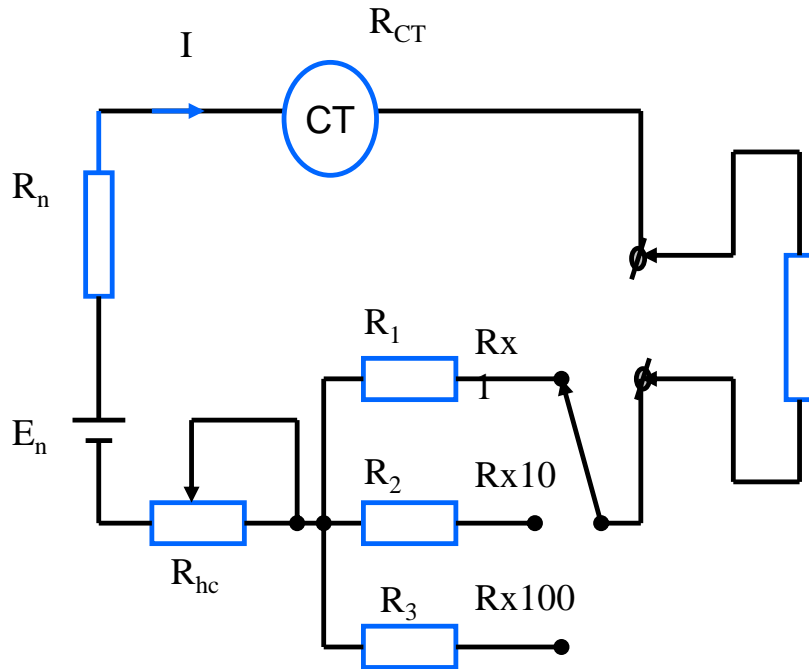 R_CT
I
CT
R_n
R_1
Rx
1
E_n
R_2
Rx10
R_hc
R_3
Rx100